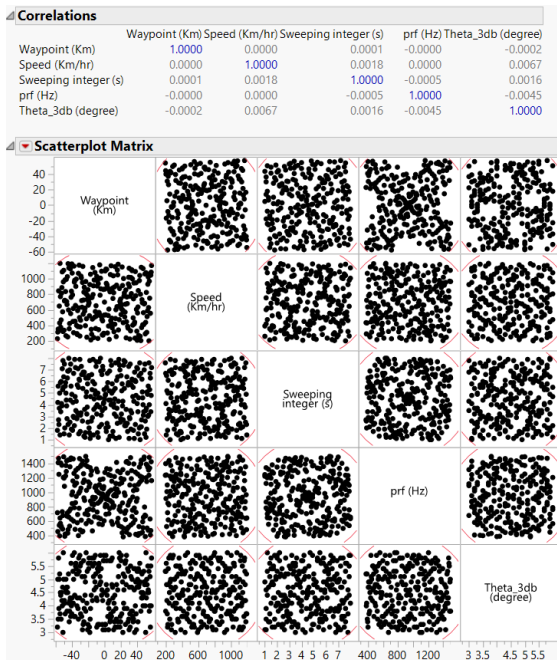 Correlations
Waypoint (Km) Speed (Km/hr) Sweeping integer (s) prf (Hz) Theta_3db (degree)
Waypoint (Km) 1.0000 0.0000 0.0001 -0.0000 -0.0002
Speed (Km/hr) 0.0000 1.0000 0.0018 0.0000 0.0067
Sweeping integer (s) 0.0001 0.0018 1.0000 -0.0005 0.0016
prf (Hz) -0.0000 0.0000 -0.0005 1.0000 -0.0045
Theta_3db (degree) -0.0002 0.0067 0.0016 -0.0045 1.0000
Scatterplot Matrix
40
20
0
-20
-40
-60
Waypoint
(Km)
1000
800
600
400
200
Speed
(Km/hr)
7
6
5
4
3
2
1
Sweeping
integer (s)
1400
1200
1000
800
600
400
prf (Hz)
5.5
5
4.5
4
3.5
3
Theta_3db
(degree)
-40 0 20 40 200 600 1000 1 2 3 4 5 6 7 400 800 1200 3 3.5 4.5 5 5.5